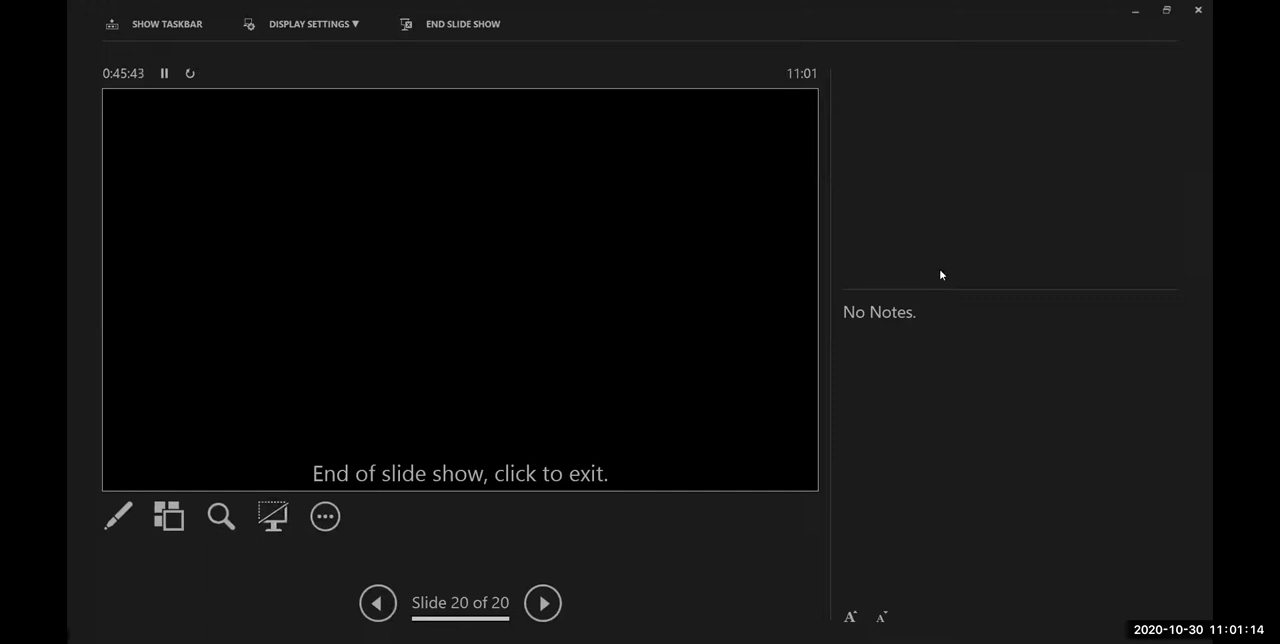 SHOW TASKBAR
DISPLAY SETTINGS ▼
END SLIDE SHOW
0:45:43
11:01
No Notes.
End of slide show, click to exit.
Slide 20 of 20
A A
2020-10-30 11:01:14